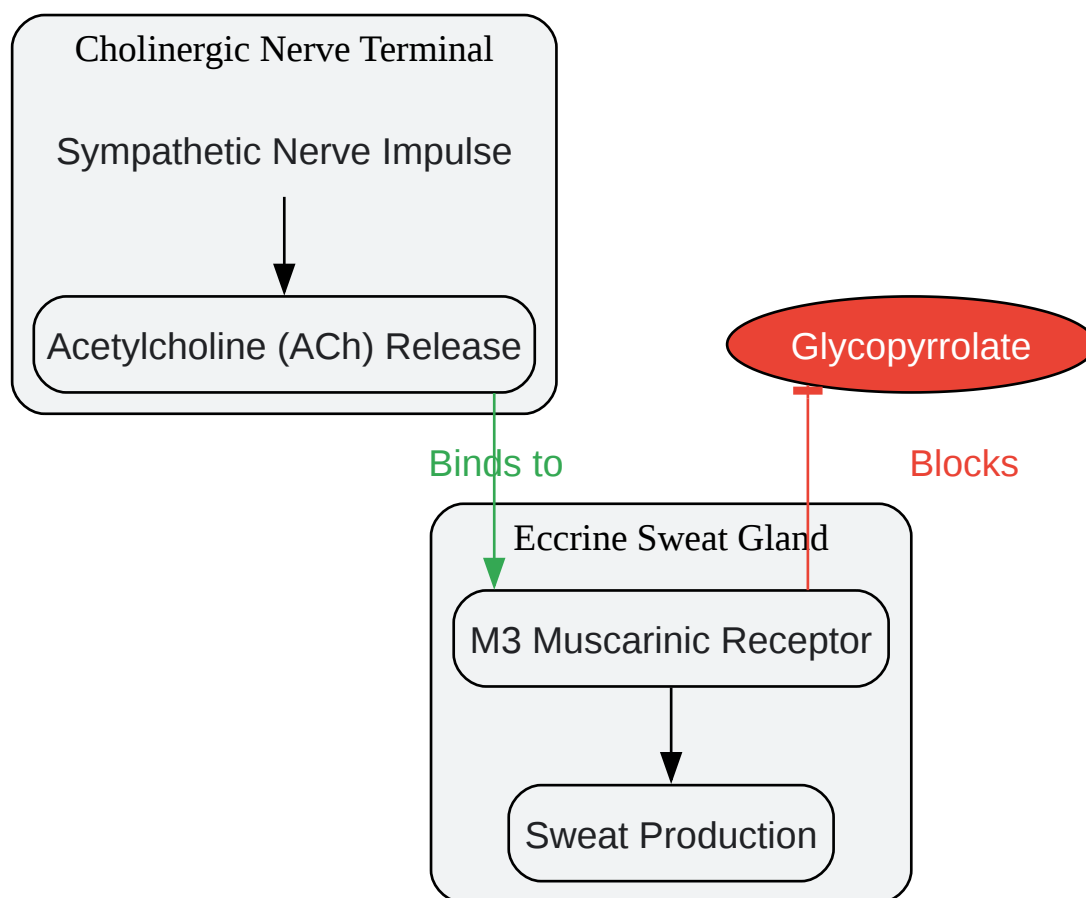 Cholinergic Nerve Terminal
Sympathetic Nerve Impulse
Acetylcholine (ACh) Release
Glycopyrrolate
Binds to
Blocks
Eccrine Sweat Gland
M3 Muscarinic Receptor
Sweat Production